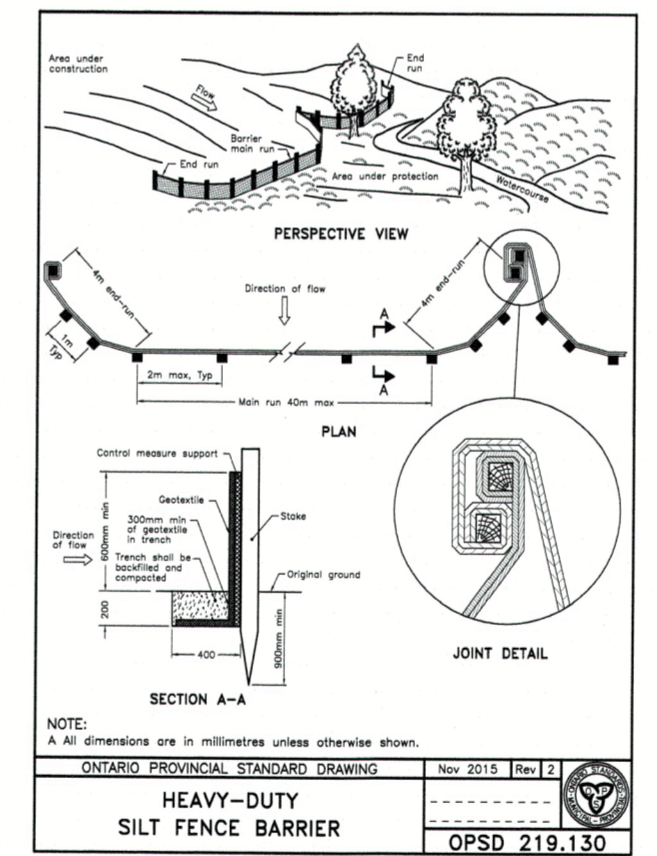 Area under
construction
Flow
End
run
Barrier
main run
End run
Area under protection
Watercourse
PERSPECTIVE VIEW
4m end-run
Direction of flow
4m end-run
A
1m
Typ
2m max, Typ
A
Main run 40m max
PLAN
Control measure support
Geotextile
300mm min
of geotextile
in trench
Stake
600mm min
Direction
of flow
Trench shall be
backfilled and
compacted
Original ground
200
400
900mm min
SECTION A-A
JOINT DETAIL
NOTE:
A All dimensions are in millimetres unless otherwise shown.
ONTARIO PROVINCIAL STANDARD DRAWING
Nov 2015 Rev 2
HEAVY-DUTY
SILT FENCE BARRIER
OPSD 219.130
ONTARIO STANDARDS
MUNICIPAL - PROVINCIAL
O P S